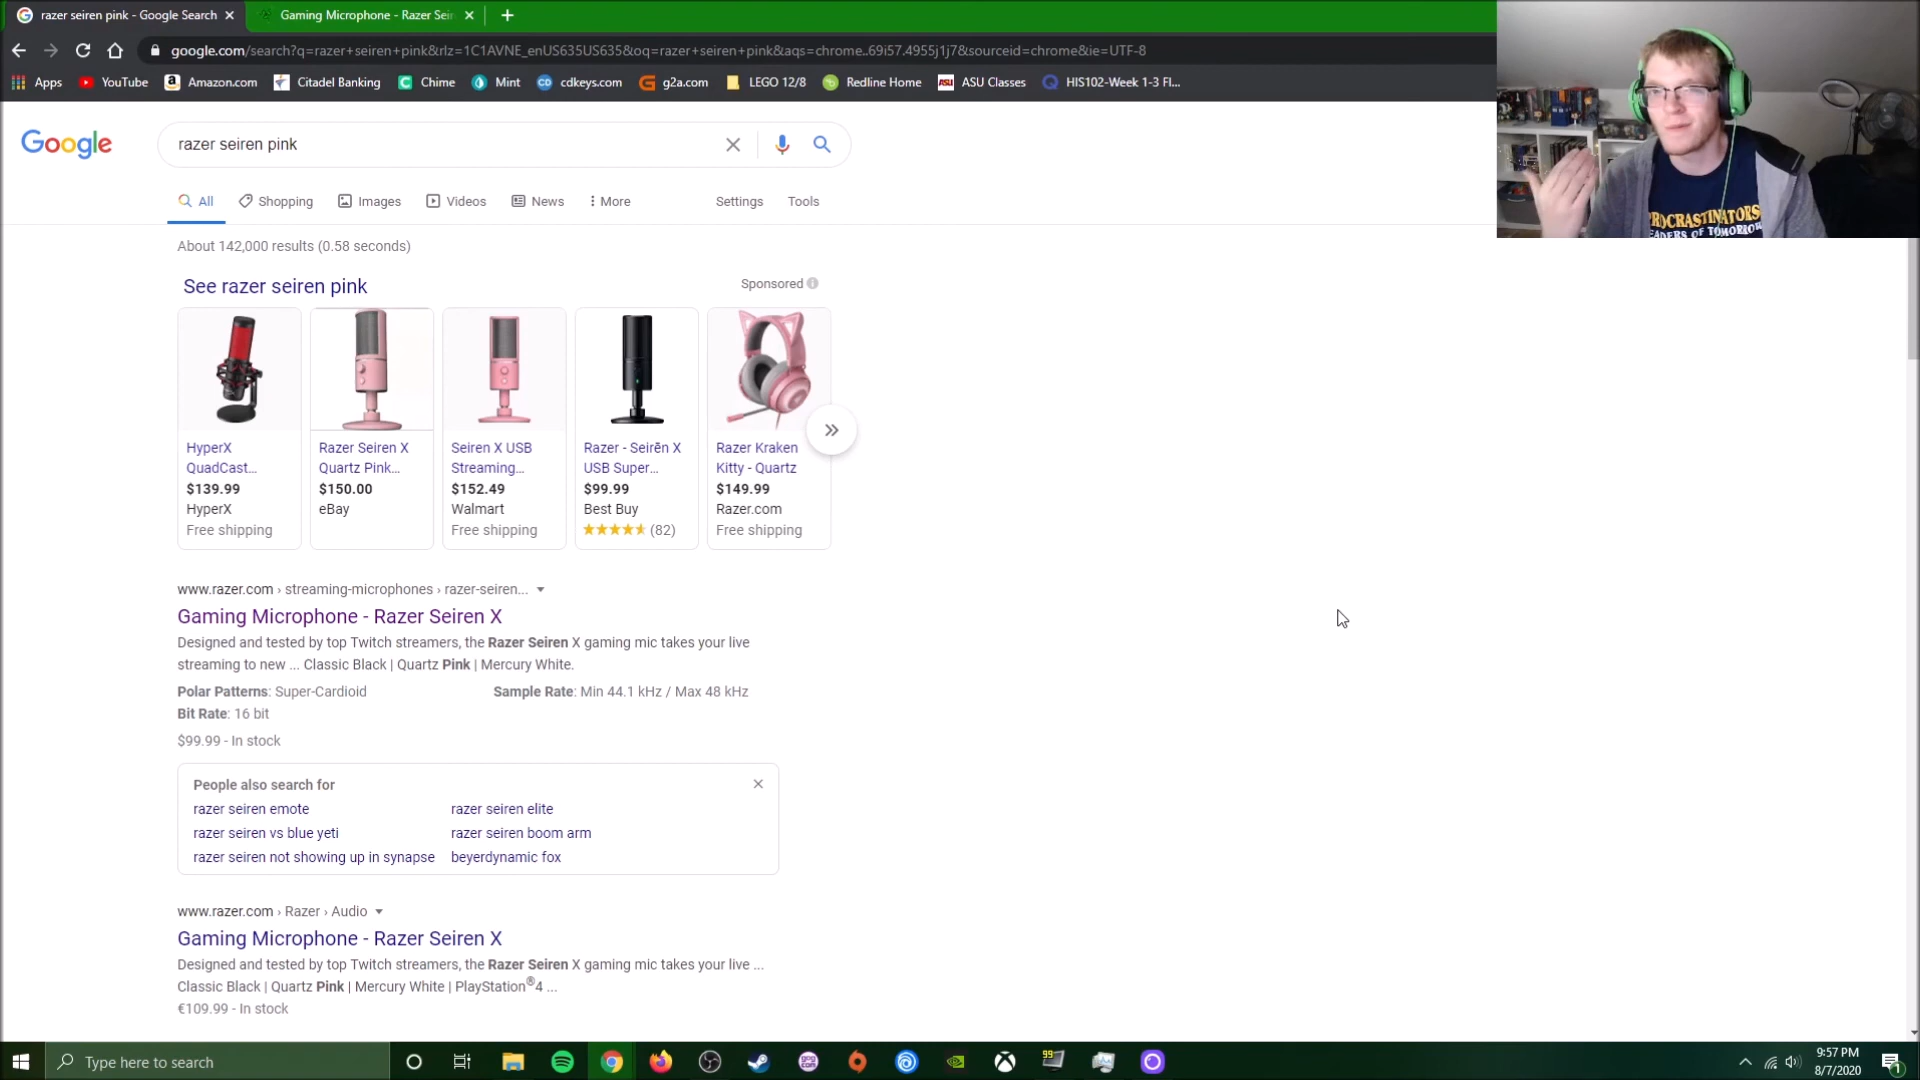 razer seiren pink - Google Search
Gaming Microphone - Razer Sei
google.com/search?q=razer+seiren+pink&rlz=1C1AVNE_enUS635US635&oq=razer+seiren+pink&aqs=chrome..69i57.4955j1j7&sourceid=chrome&ie=UTF-8
Apps YouTube Amazon.com Citadel Banking Chime Mint cdkeys.com g2a.com LEGO 12/8 Redline Home ASU Classes HIS102-Week 1-3 Fl...
Google
razer seiren pink
All Shopping Images Videos News More Settings Tools
About 142,000 results (0.58 seconds)
See razer seiren pink
Sponsored
HyperX
QuadCast...
$139.99
HyperX
Free shipping
Razer Seiren X
Quartz Pink...
$150.00
eBay
Seiren X USB
Streaming...
$152.49
Walmart
Free shipping
Razer - Seirēn X
USB Super...
$99.99
Best Buy
(82)
Razer Kraken
Kitty - Quartz
$149.99
Razer.com
Free shipping
www.razer.com › streaming-microphones › razer-seiren...
Gaming Microphone - Razer Seiren X
Designed and tested by top Twitch streamers, the Razer Seiren X gaming mic takes your live
streaming to new ... Classic Black | Quartz Pink | Mercury White.
Polar Patterns: Super-Cardioid Sample Rate: Min 44.1 kHz / Max 48 kHz
Bit Rate: 16 bit
$99.99 - In stock
People also search for
razer seiren emote razer seiren elite
razer seiren vs blue yeti razer seiren boom arm
razer seiren not showing up in synapse beyerdynamic fox
www.razer.com › Razer › Audio
Gaming Microphone - Razer Seiren X
Designed and tested by top Twitch streamers, the Razer Seiren X gaming mic takes your live ...
Classic Black | Quartz Pink | Mercury White | PlayStation®4 ...
€109.99 - In stock
PROCRASTINATORS
LEADERS OF TOMORROW
Type here to search
9:57 PM
8/7/2020